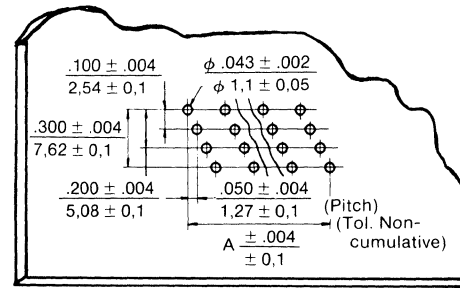 .100 ± .004
2,54 ± 0,1
ϕ .043 ± .002
ϕ 1,1 ± 0,05
.300 ± .004
7,62 ± 0,1
.200 ± .004
5,08 ± 0,1
.050 ± .004
1,27 ± 0,1
(Pitch)
(Tol. Non-
cumulative)
A ± .004
± 0,1